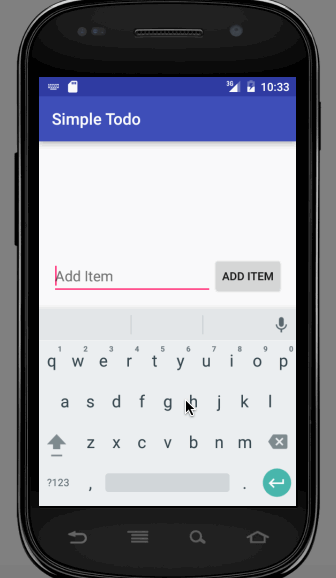 36 10:33
Simple Todo
Add Item ADD ITEM
1 2 3 4 5 6 7 8 9 0
q w e r t y u i o p
a s d f g h j k l
z x c v b n m
?123 , .